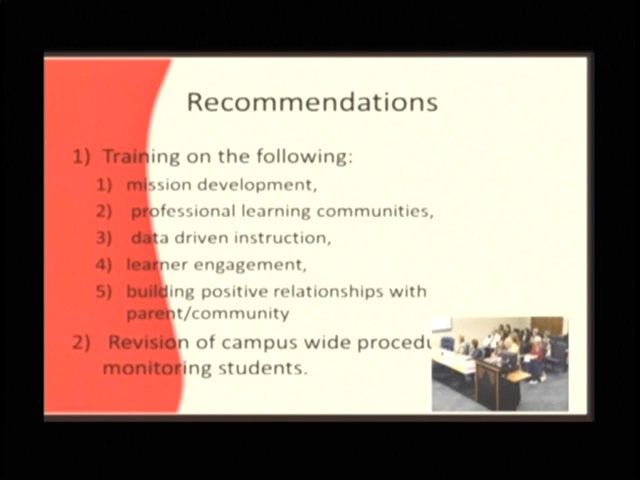 Recommendations
1) Training on the following:
1) mission development,
2) professional learning communities,
3) data driven instruction,
4) learner engagement,
5) building positive relationships with
parent/community
2) Revision of campus wide
monitoring students.